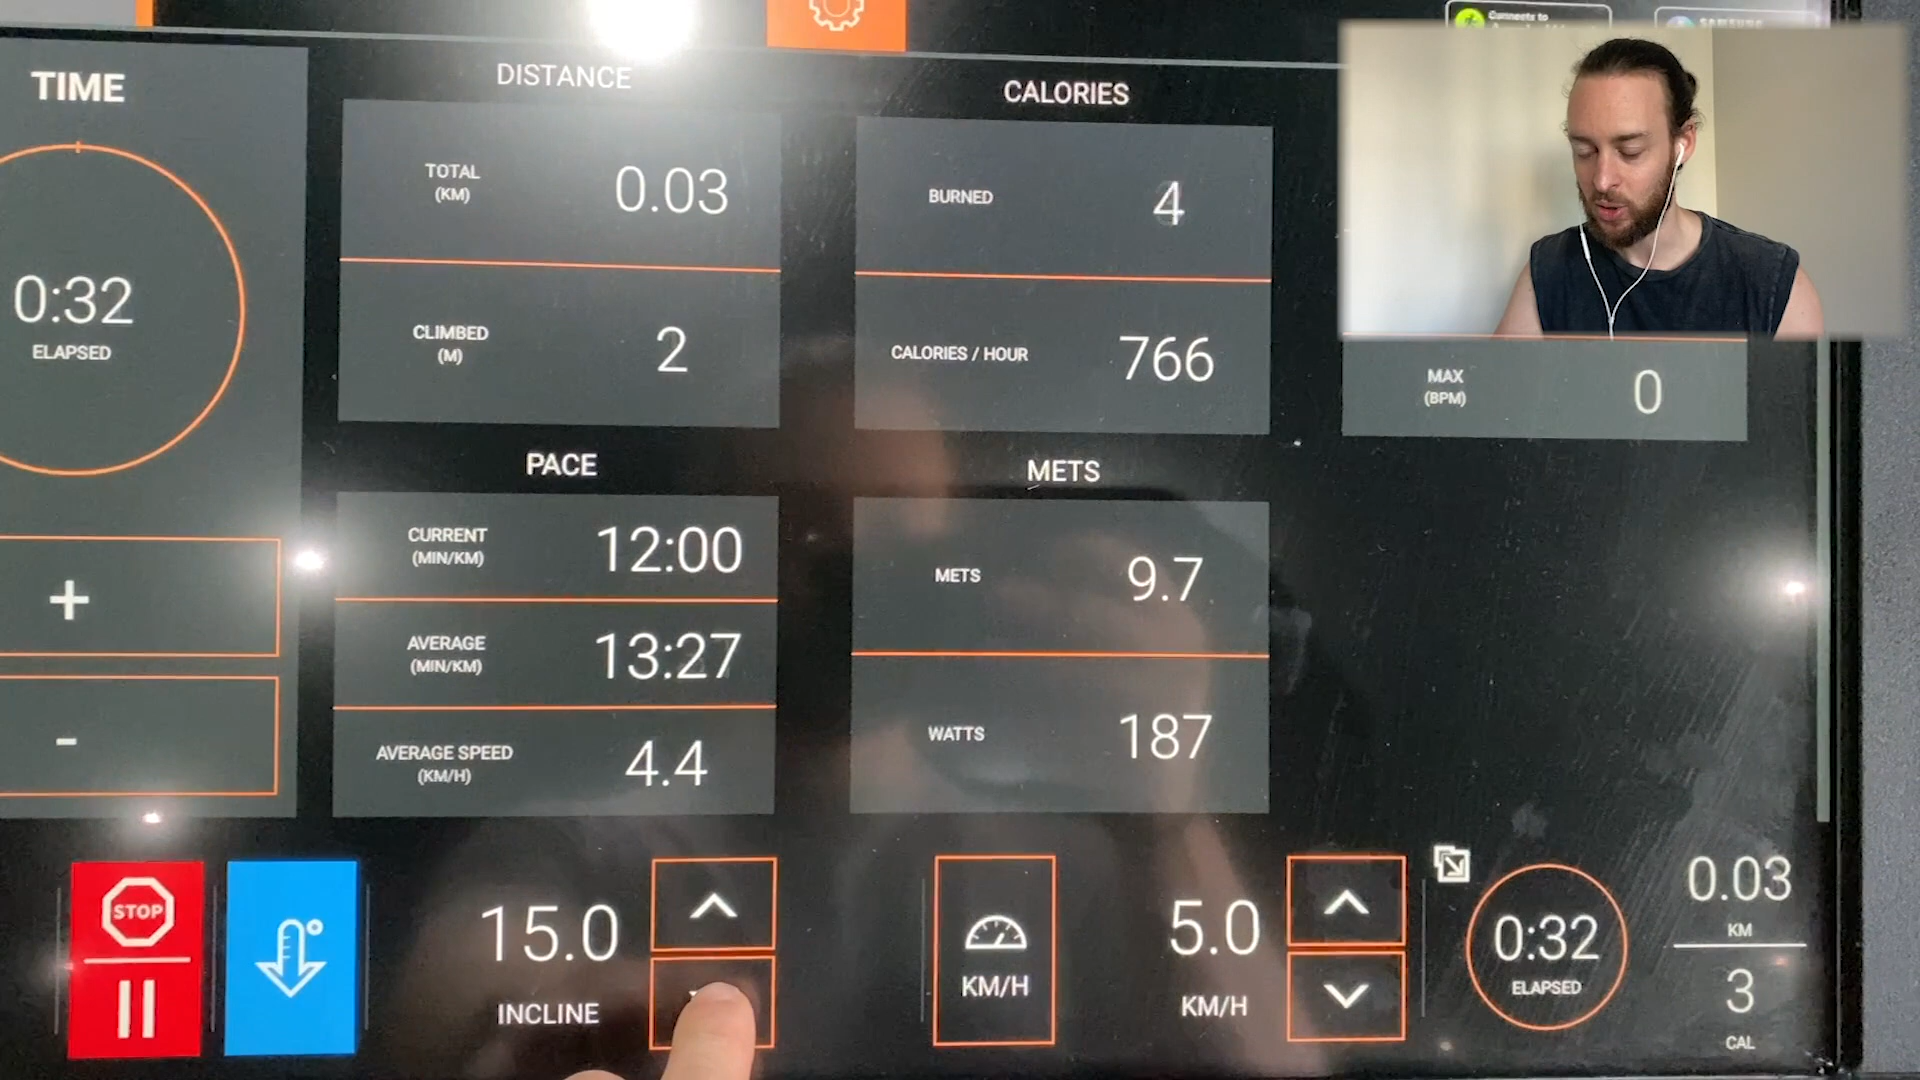 Connects to
SAMSUNG
TIME
0:32
ELAPSED
+
-
DISTANCE
TOTAL
(KM)
0.03
CLIMBED
(M)
2
CALORIES
BURNED
4
CALORIES / HOUR
766
MAX
(BPM)
0
PACE
CURRENT
(MIN/KM)
12:00
AVERAGE
(MIN/KM)
13:27
AVERAGE SPEED
(KM/H)
4.4
METS
METS
9.7
WATTS
187
STOP
15.0
INCLINE
KM/H
5.0
KM/H
0:32
ELAPSED
0.03
KM
3
CAL